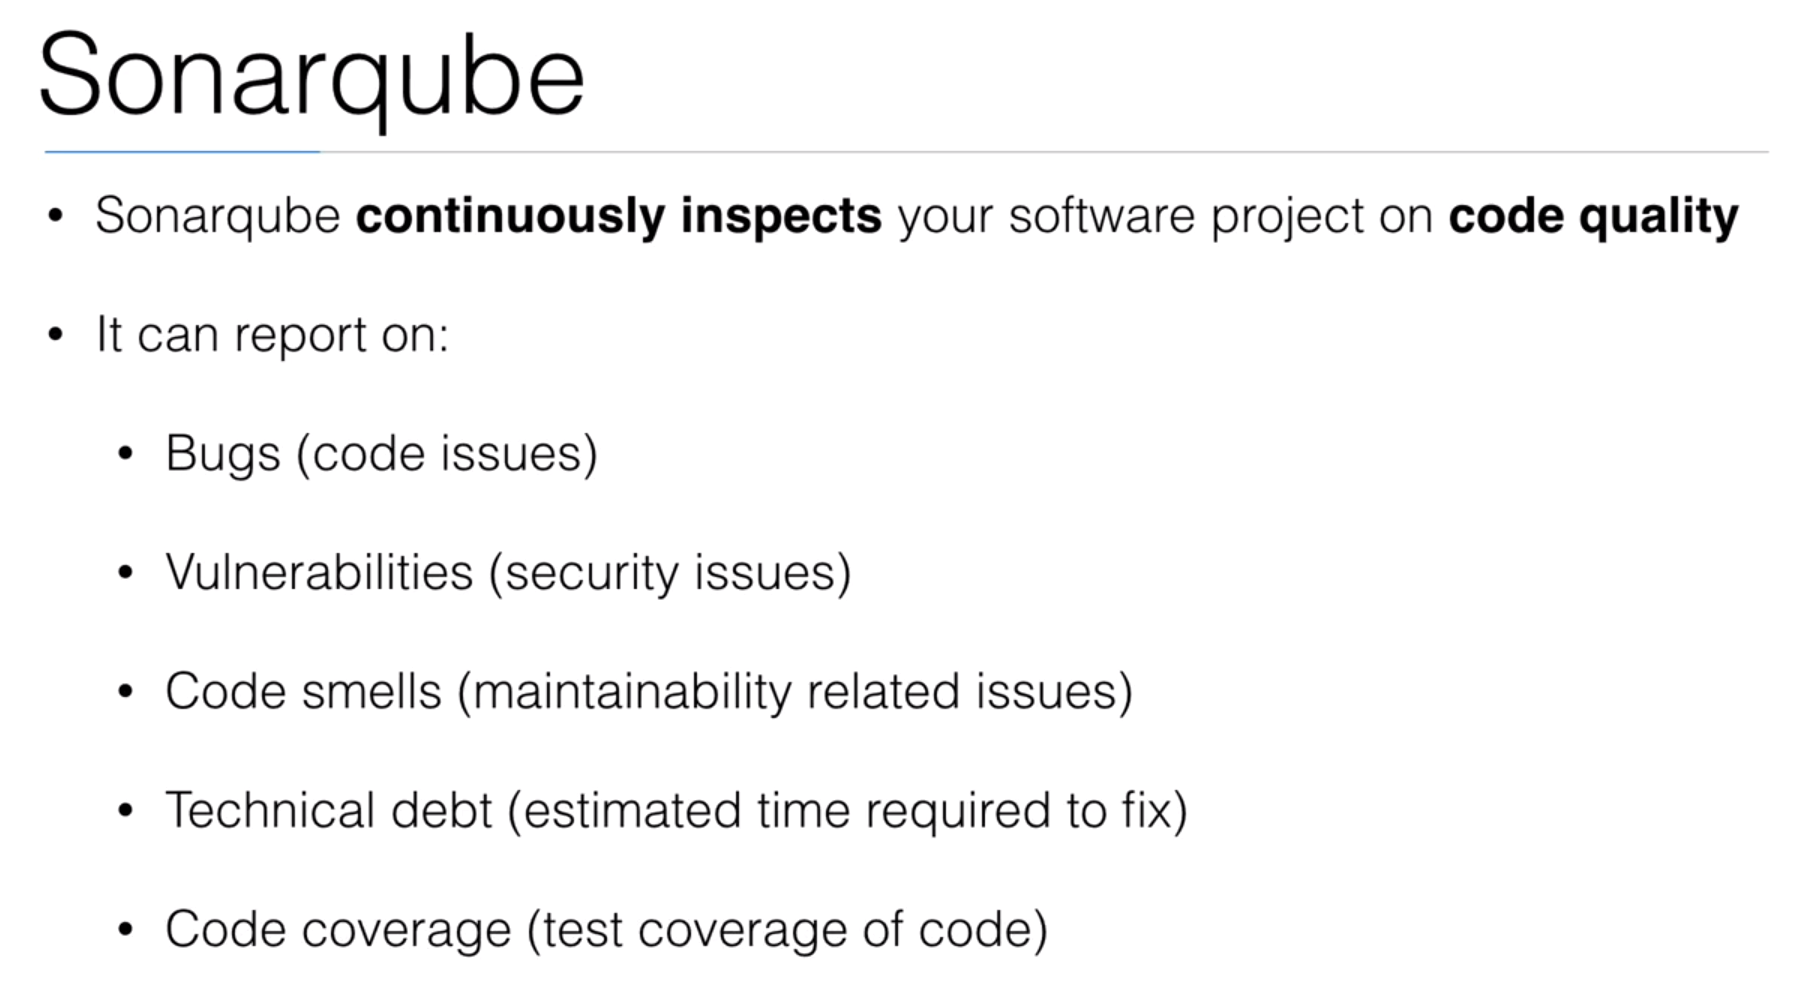 Sonarqube
• Sonarqube continuously inspects your software project on code quality
• It can report on:
• Bugs (code issues)
• Vulnerabilities (security issues)
• Code smells (maintainability related issues)
• Technical debt (estimated time required to fix)
• Code coverage (test coverage of code)